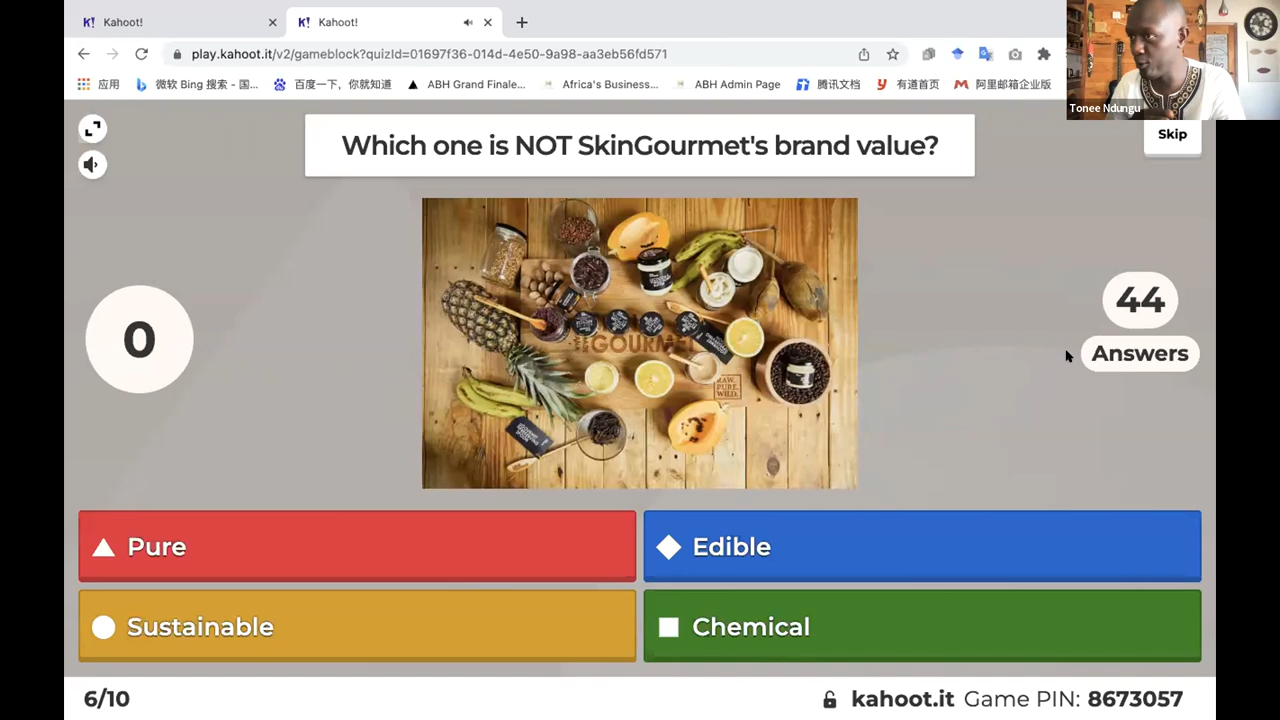 Kahoot!
Kahoot!
play.kahoot.it/v2/gameblock?quizId=01697f36-014d-4e50-9a98-aa3eb56fd571
应用
微软 Bing 搜索 - 国...
百度一下，你就知道
ABH Grand Finale...
Africa's Business...
ABH Admin Page
腾讯文档
有道首页
阿里邮箱企业版
Tonee Ndungu
Skip
Which one is NOT SkinGourmet's brand value?
0
44
Answers
GOURMET
RAW.
PURE.
WILD.
Pure
Edible
Sustainable
Chemical
6/10
kahoot.it Game PIN: 8673057